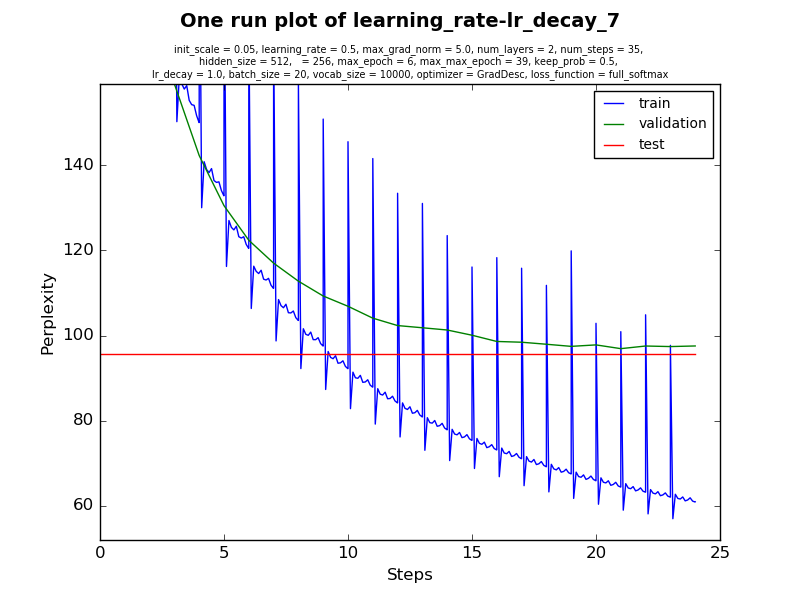 One run plot of learning_rate-lr_decay_7
init_scale = 0.05, learning_rate = 0.5, max_grad_norm = 5.0, num_layers = 2, num_steps = 35,
hidden_size = 512,   = 256, max_epoch = 6, max_max_epoch = 39, keep_prob = 0.5,
lr_decay = 1.0, batch_size = 20, vocab_size = 10000, optimizer = GradDesc, loss_function = full_softmax
train
validation
test
140
120
100
80
60
Perplexity
0 5 10 15 20 25
Steps